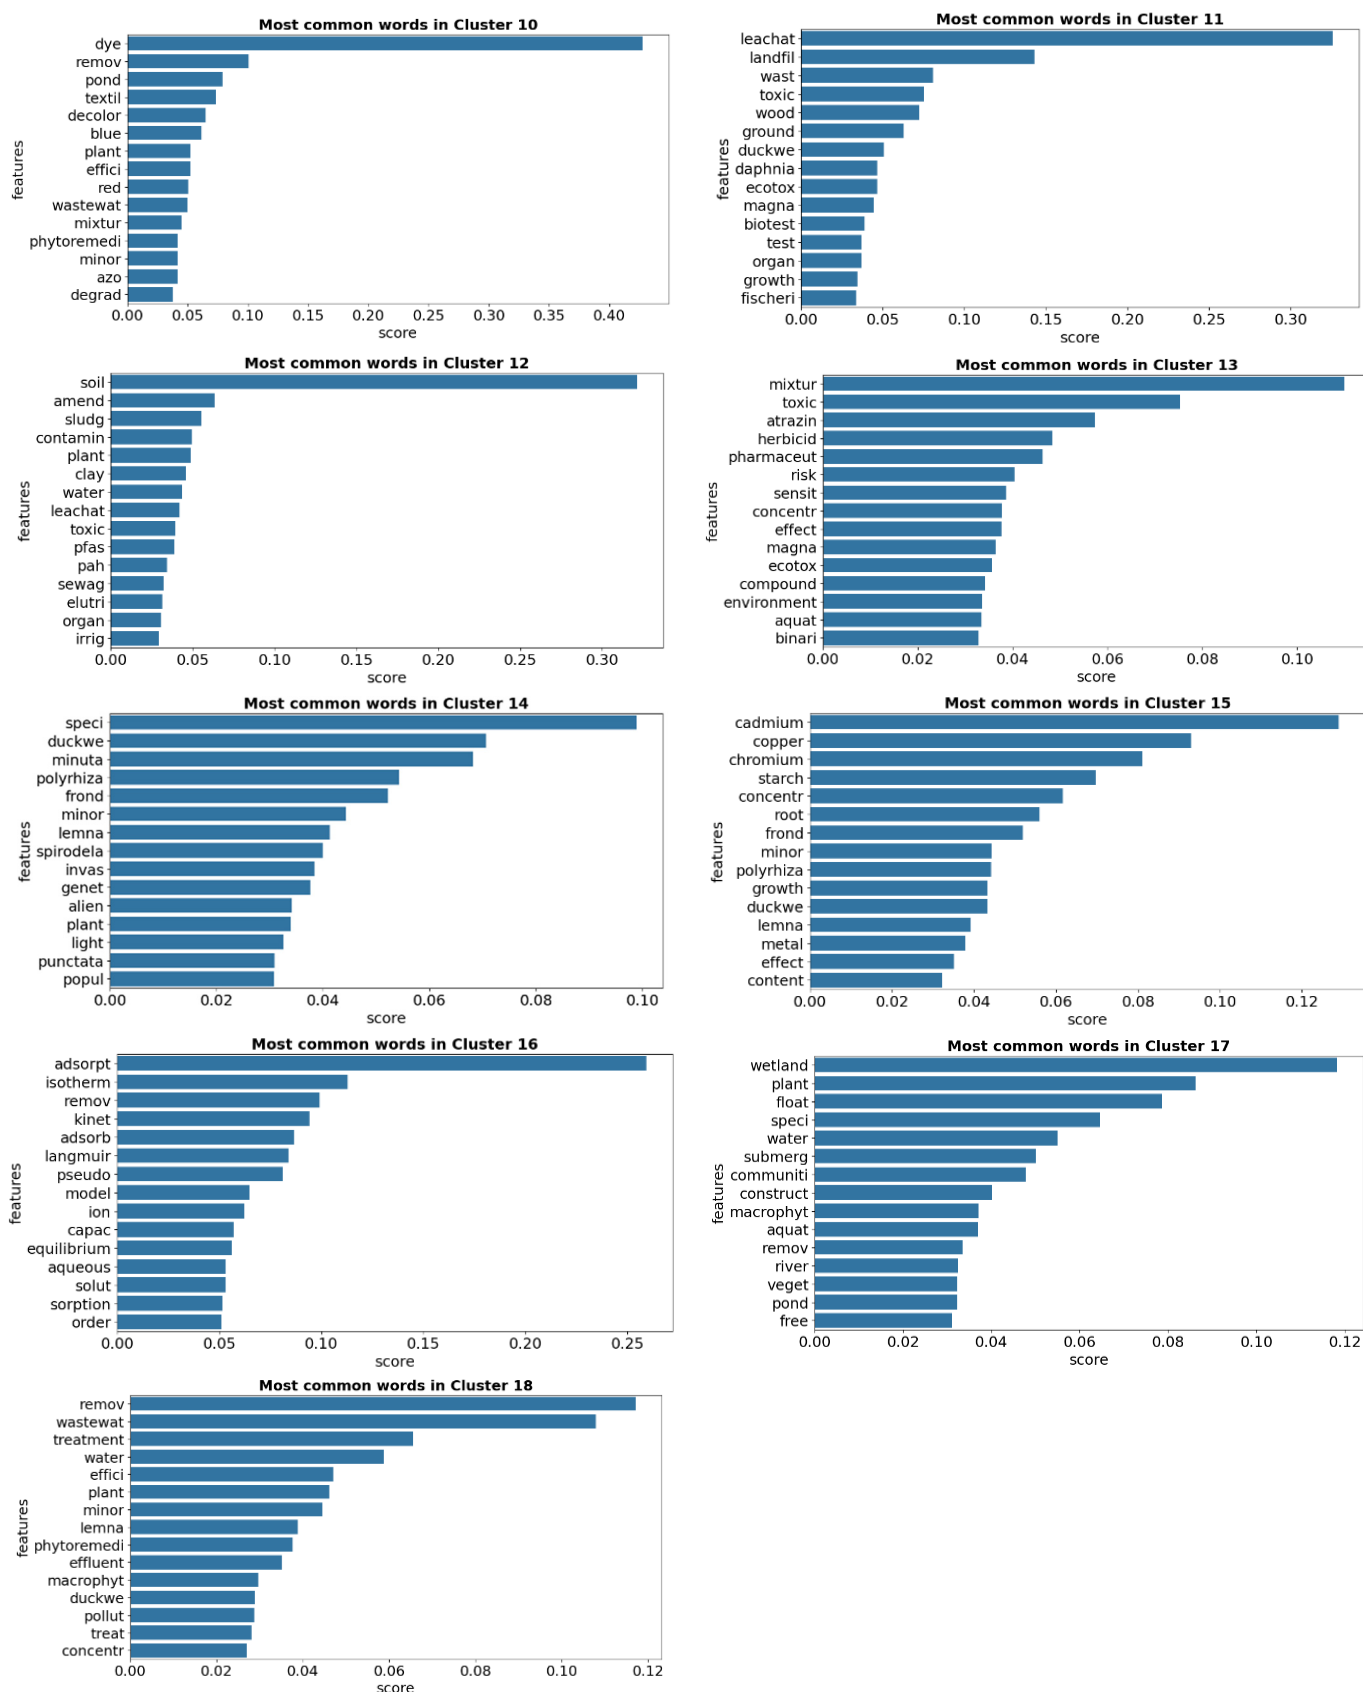 Most common words in Cluster 10
features
dye
remov
pond
textil
decolor
blue
plant
effici
red
wastewat
mixtur
phytoremedi
minor
azo
degrad
0.00 0.05 0.10 0.15 0.20 0.25 0.30 0.35 0.40
score
Most common words in Cluster 11
features
leachat
landfil
wast
toxic
wood
ground
duckwe
daphnia
ecotox
magna
biotest
test
organ
growth
fischeri
0.00 0.05 0.10 0.15 0.20 0.25 0.30
score
Most common words in Cluster 12
features
soil
amend
sludg
contamin
plant
clay
water
leachat
toxic
pfas
pah
sewag
elutri
organ
irrig
0.00 0.05 0.10 0.15 0.20 0.25 0.30
score
Most common words in Cluster 13
features
mixtur
toxic
atrazin
herbicid
pharmaceut
risk
sensit
concentr
effect
magna
ecotox
compound
environment
aquat
binari
0.00 0.02 0.04 0.06 0.08 0.10
score
Most common words in Cluster 14
features
speci
duckwe
minuta
polyrhiza
frond
minor
lemna
spirodela
invas
genet
alien
plant
light
punctata
popul
0.00 0.02 0.04 0.06 0.08 0.10
score
Most common words in Cluster 15
features
cadmium
copper
chromium
starch
concentr
root
frond
minor
polyrhiza
growth
duckwe
lemna
metal
effect
content
0.00 0.02 0.04 0.06 0.08 0.10 0.12
score
Most common words in Cluster 16
features
adsorpt
isotherm
remov
kinet
adsorb
langmuir
pseudo
model
ion
capac
equilibrium
aqueous
solut
sorption
order
0.00 0.05 0.10 0.15 0.20 0.25
score
Most common words in Cluster 17
features
wetland
plant
float
speci
water
submerg
communiti
construct
macrophyt
aquat
remov
river
veget
pond
free
0.00 0.02 0.04 0.06 0.08 0.10 0.12
score
Most common words in Cluster 18
features
remov
wastewat
treatment
water
effici
plant
minor
lemna
phytoremedi
effluent
macrophyt
duckwe
pollut
treat
concentr
0.00 0.02 0.04 0.06 0.08 0.10 0.12
score